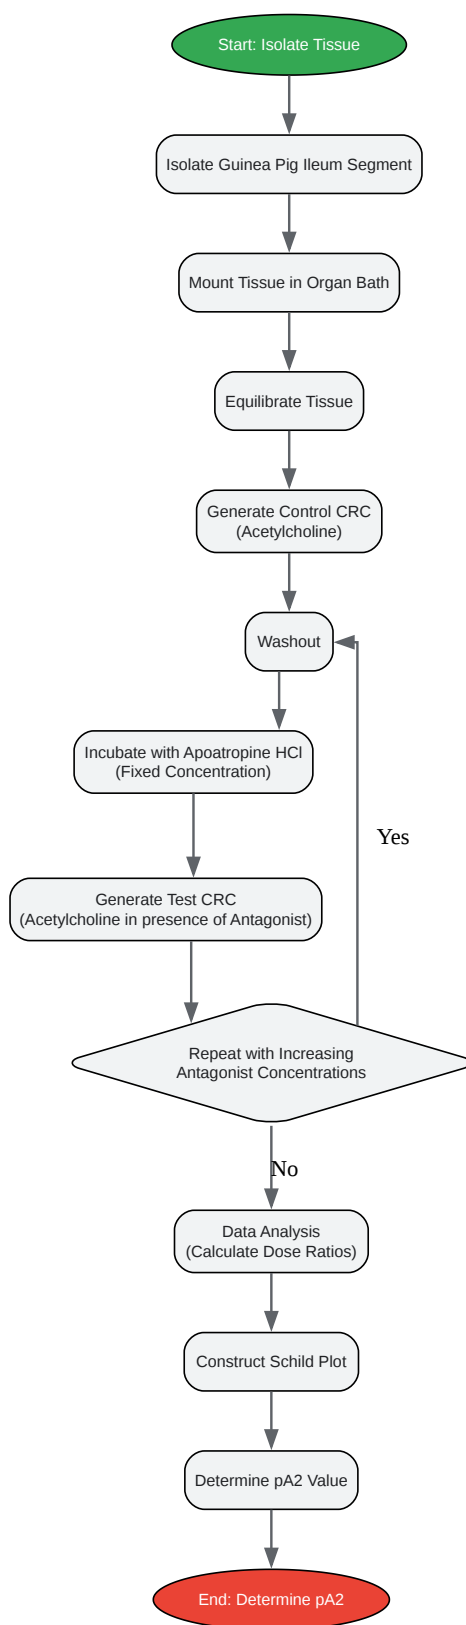 Start: Isolate Tissue
Isolate Guinea Pig Ileum Segment
Mount Tissue in Organ Bath
Equilibrate Tissue
Generate Control CRC
(Acetylcholine)
Washout
Incubate with Apoatropine HCl
(Fixed Concentration)
Yes
Generate Test CRC
(Acetylcholine in presence of Antagonist)
Repeat with Increasing
Antagonist Concentrations
No
Data Analysis
(Calculate Dose Ratios)
Construct Schild Plot
Determine pA2 Value
End: Determine pA2